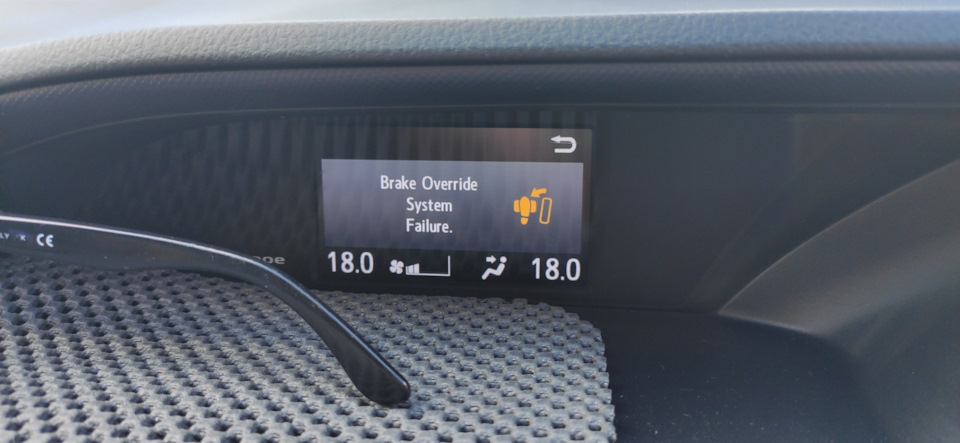 Brake Override
System
Failure.
18.0 18.0
CE